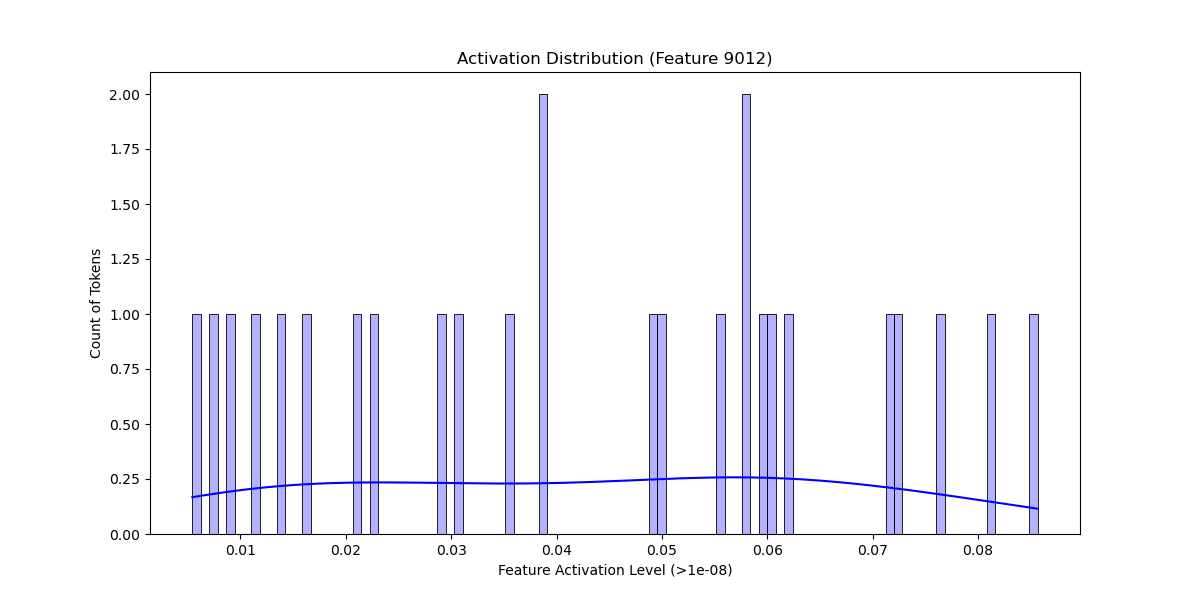 Activation Distribution (Feature 9012)
2.00
1.75
1.50
1.25
1.00
0.75
0.50
0.25
0.00
Count of Tokens
0.01 0.02 0.03 0.04 0.05 0.06 0.07 0.08
Feature Activation Level (>1e-08)